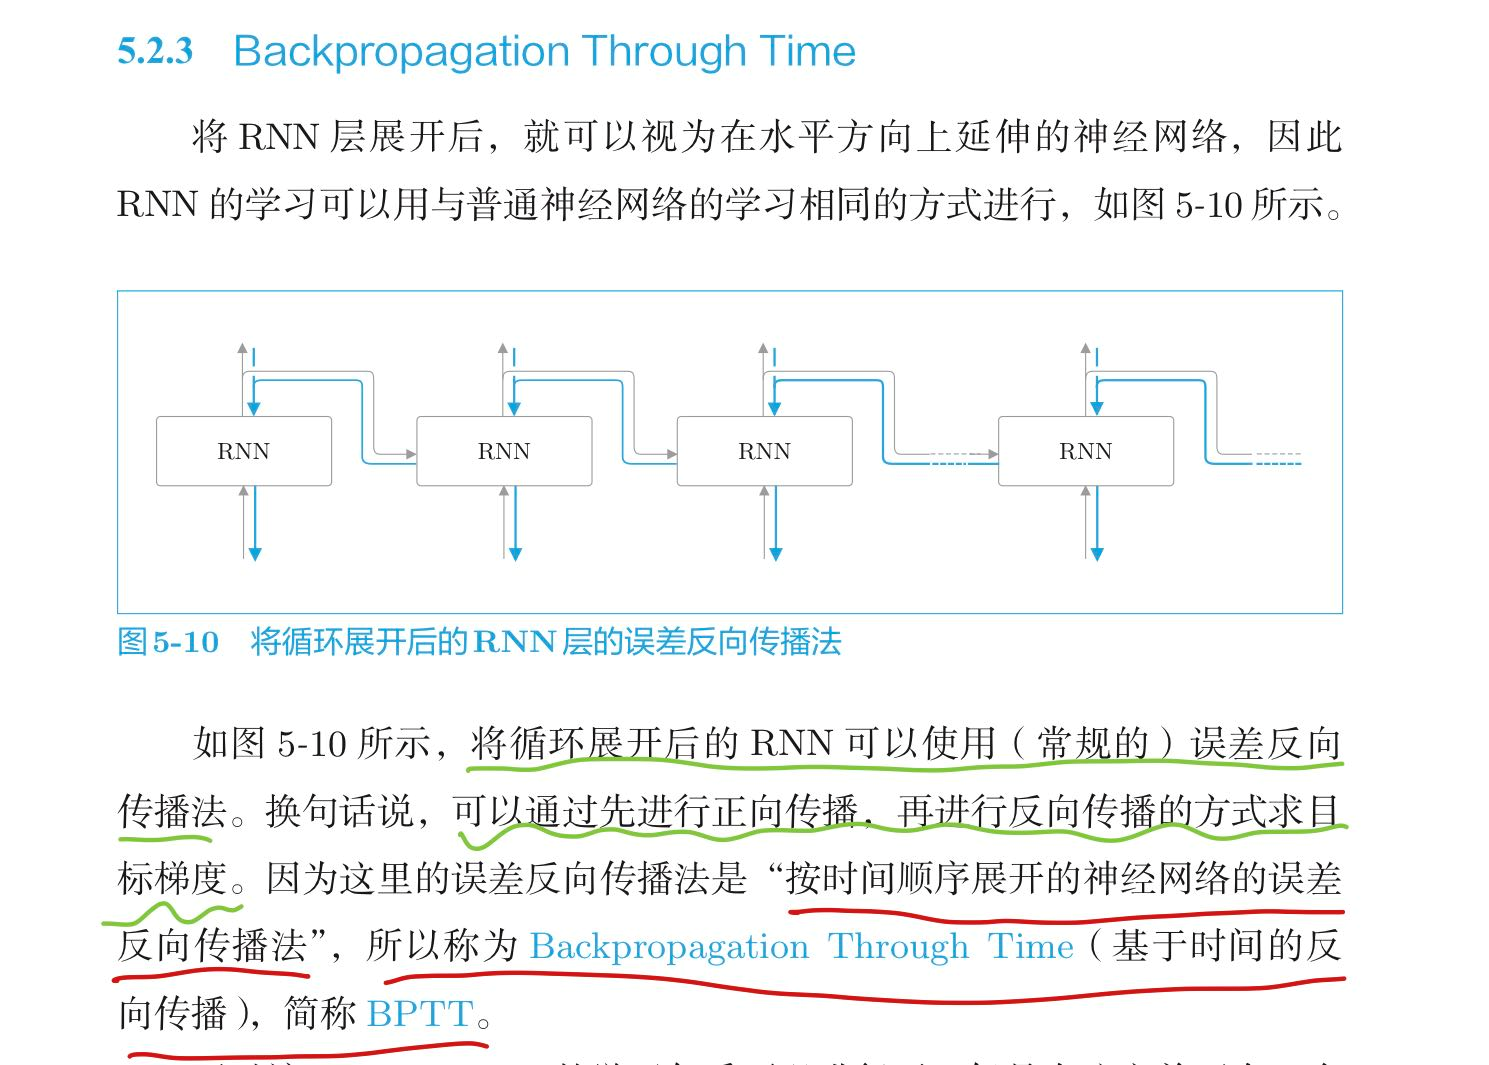 5.2.3 Backpropagation Through Time
将 RNN 层展开后，就可以视为在水平方向上延伸的神经网络，因此
RNN 的学习可以用与普通神经网络的学习相同的方式进行，如图 5-10 所示。
RNN RNN RNN RNN
图 5-10 将循环展开后的 RNN 层的误差反向传播法
如图 5-10 所示，将循环展开后的 RNN 可以使用（常规的）误差反向
传播法。换句话说，可以通过先进行正向传播，再进行反向传播的方式求目
标梯度。因为这里的误差反向传播法是“按时间顺序展开的神经网络的误差
反向传播法”，所以称为 Backpropagation Through Time（基于时间的反
向传播），简称 BPTT。